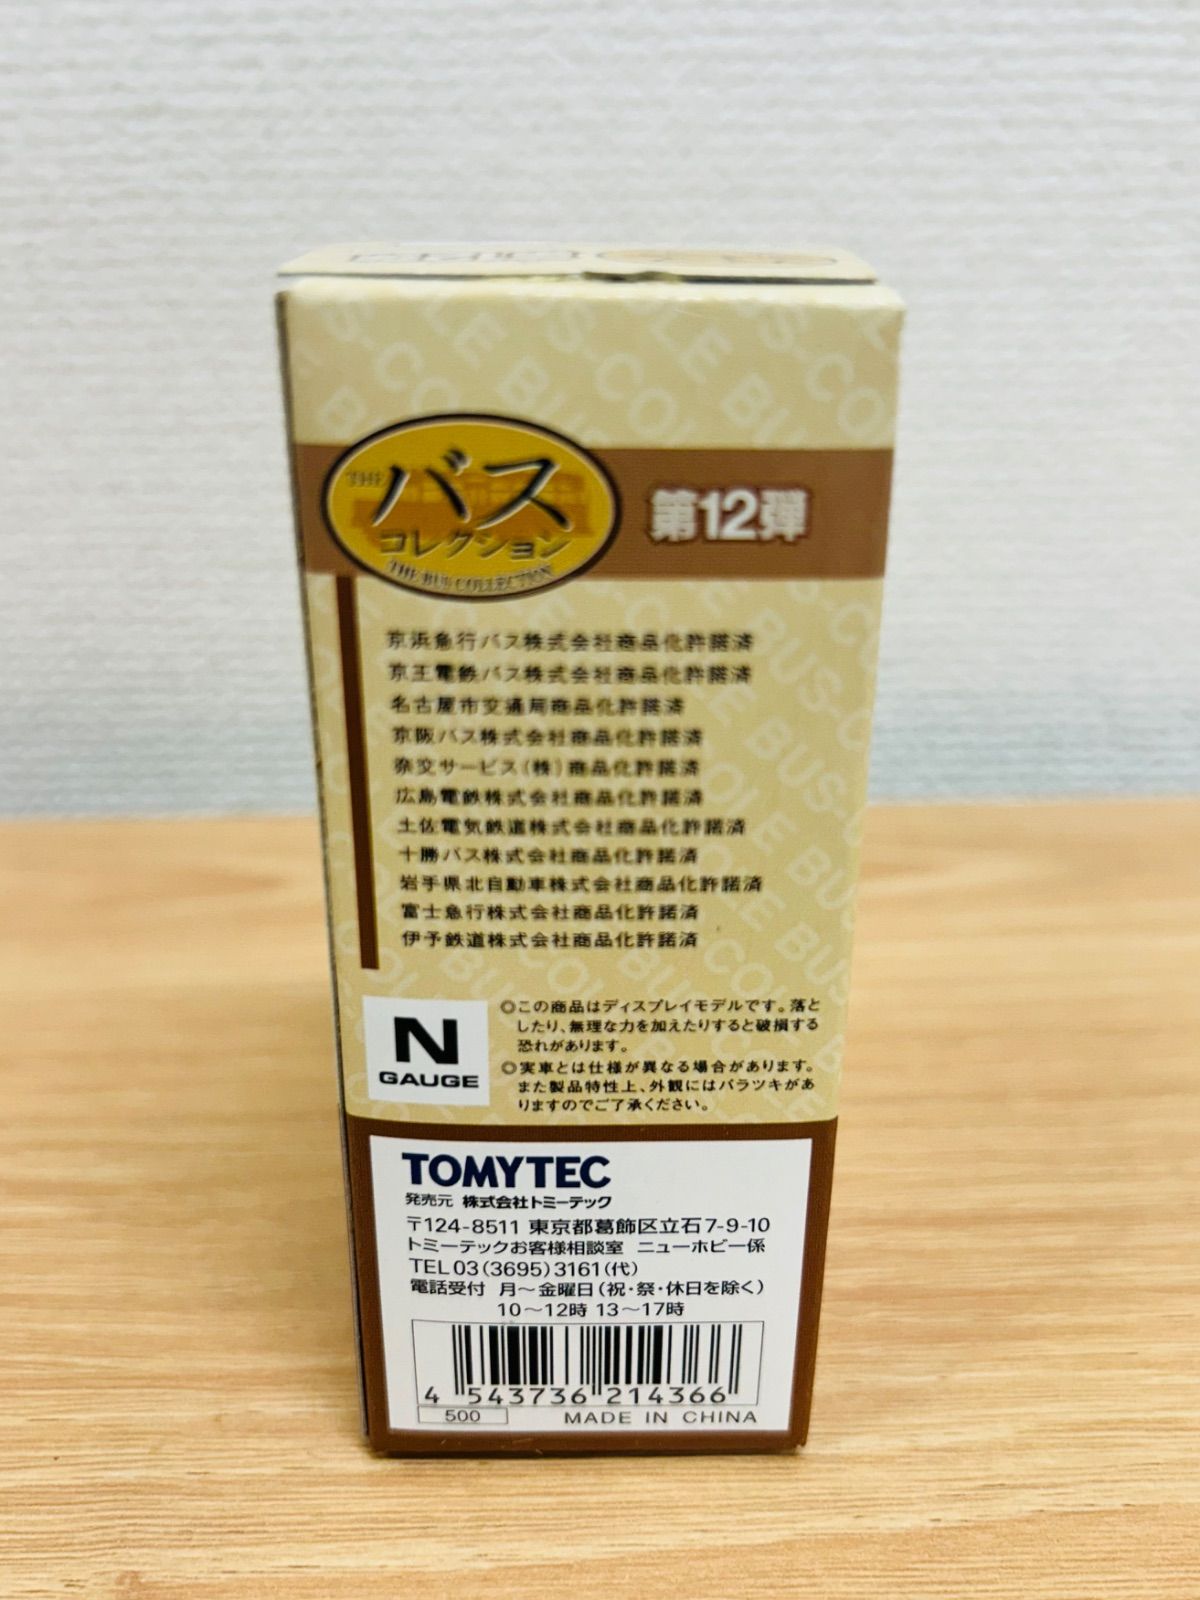 THE
バス
コレクション
THE BUS COLLECTION
第12弾
京浜急行バス株式会社商品化許諾済
京王電鉄バス株式会社商品化許諾済
名古屋市交通局商品化許諾済
京阪バス株式会社商品化許諾済
奈交サービス(株)商品化許諾済
広島電鉄株式会社商品化許諾済
土佐電気鉄道株式会社商品化許諾済
十勝バス株式会社商品化許諾済
岩手県北自動車株式会社商品化許諾済
富士急行株式会社商品化許諾済
伊予鉄道株式会社商品化許諾済
N
GAUGE
◎この商品はディスプレイモデルです。落と
したり、無理な力を加えたりすると破損する
恐れがあります。
◎実車とは仕様が異なる場合があります。
また製品特性上、外観にはバラツキがあ
りますのでご了承ください。
TOMYTEC
発売元 株式会社トミーテック
〒124-8511 東京都葛飾区立石7-9-10
トミーテックお客様相談室 ニューホビー係
TEL 03(3695)3161(代)
電話受付 月～金曜日(祝・祭・休日を除く)
10～12時 13～17時
4 543736 214366
500 MADE IN CHINA